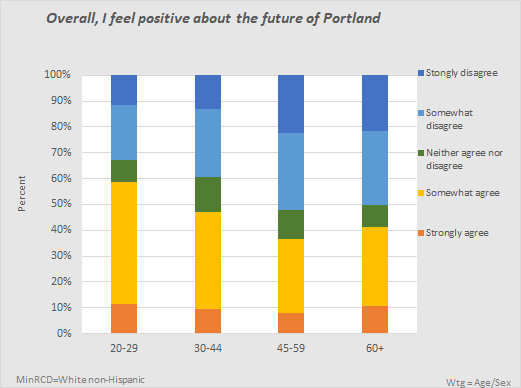 Overall, I feel positive about the future of Portland
100%
90%
80%
70%
60%
50%
40%
30%
20%
10%
0%
Percent
20-29
30-44
45-59
60+
Stongly disagree
Somewhat
disagree
Neither agree nor
disagree
Somewhat agree
Strongly agree
MinRCD=White non-Hispanic
Wtg = Age/Sex